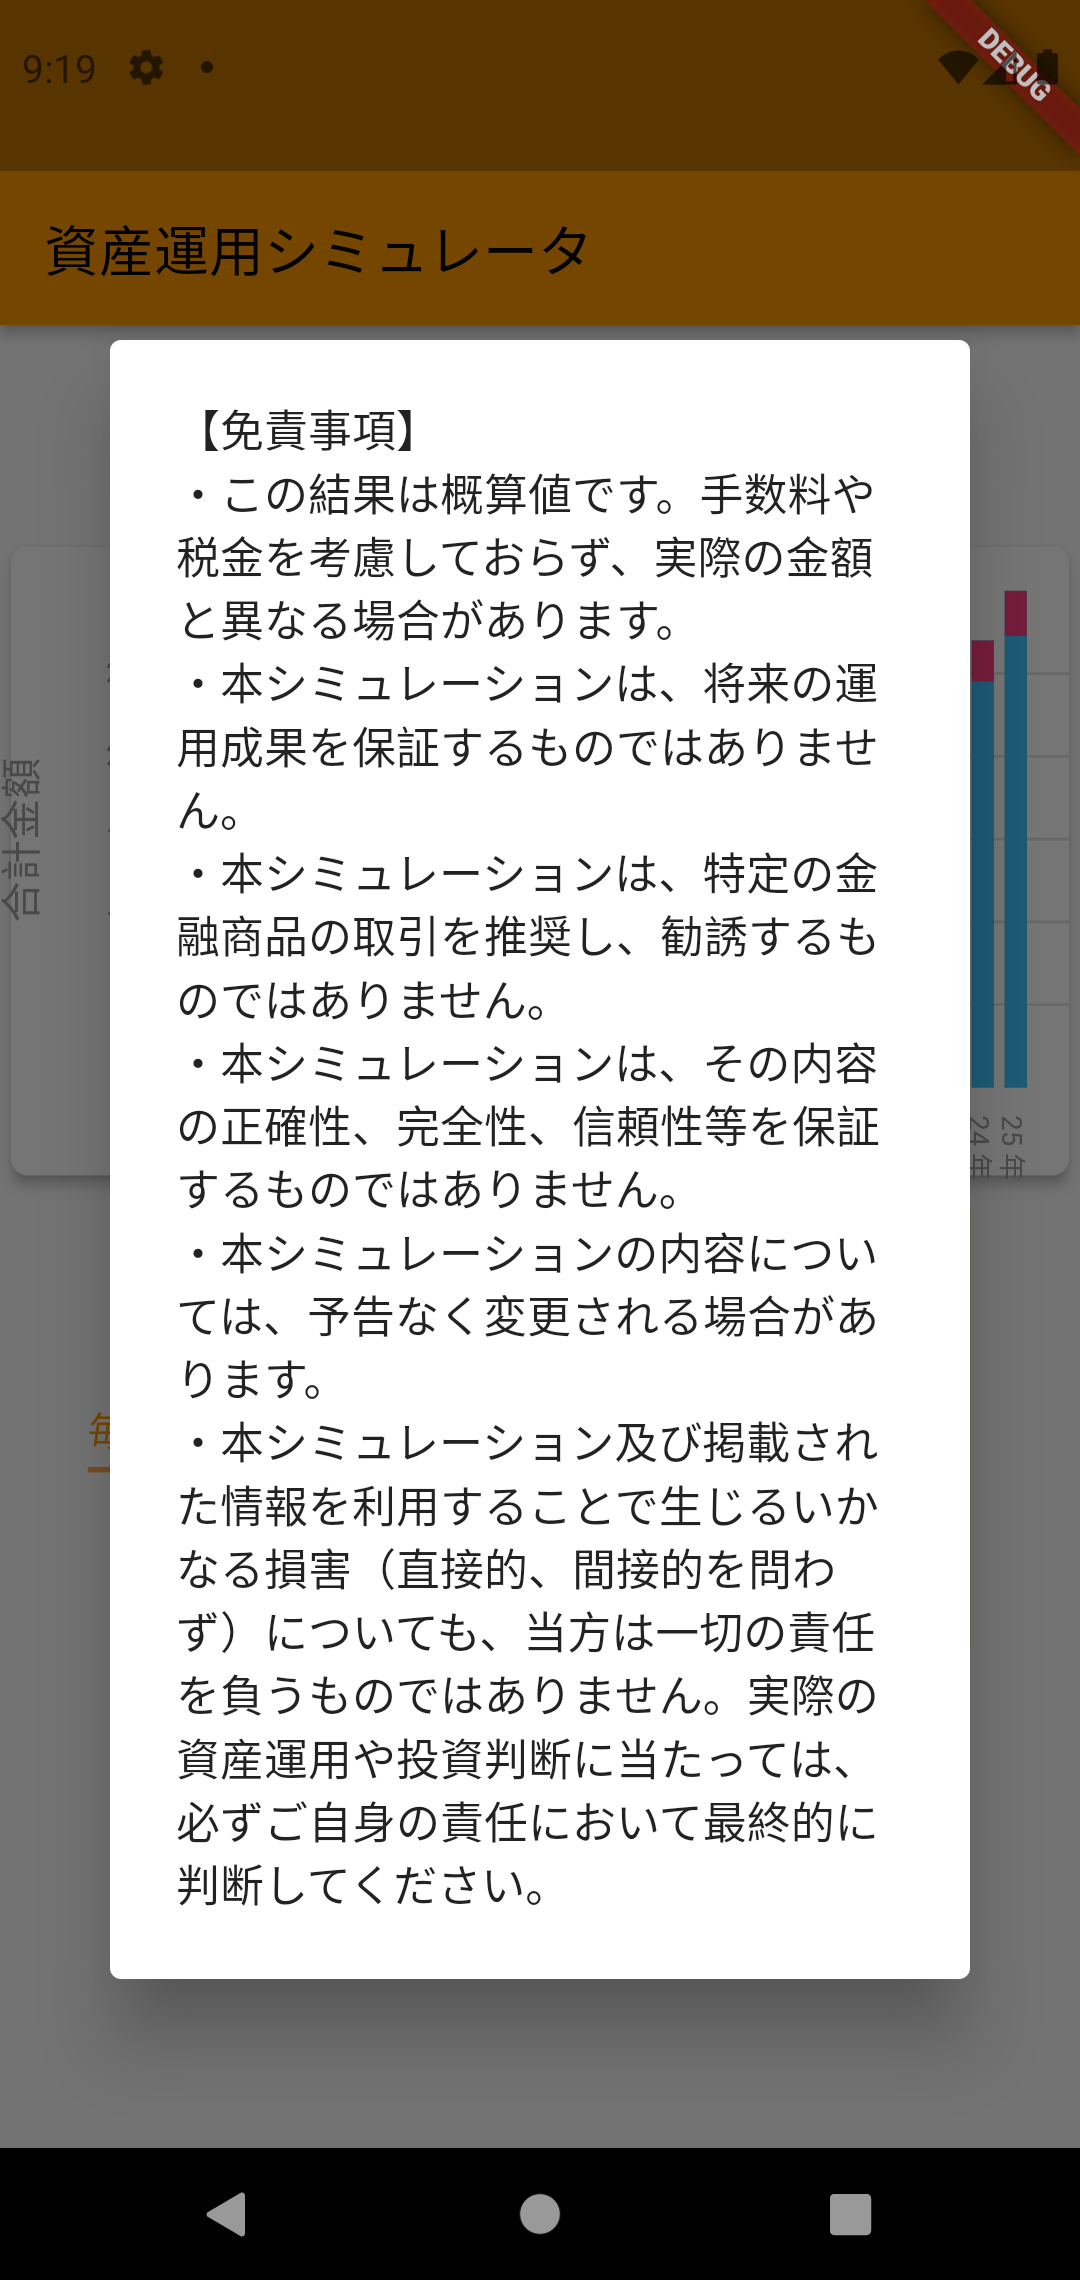 9:19
DEBUG
資産運用シミュレータ
【免責事項】
・この結果は概算値です。手数料や
税金を考慮しておらず、実際の金額
と異なる場合があります。
・本シミュレーションは、将来の運
用成果を保証するものではありませ
ん。
・本シミュレーションは、特定の金
融商品の取引を推奨し、勧誘するも
のではありません。
・本シミュレーションは、その内容
の正確性、完全性、信頼性等を保証
するものではありません。
・本シミュレーションの内容につい
ては、予告なく変更される場合があ
ります。
・本シミュレーション及び掲載され
た情報を利用することで生じるいか
なる損害（直接的、間接的を問わ
ず）についても、当方は一切の責任
を負うものではありません。実際の
資産運用や投資判断に当たっては、
必ずご自身の責任において最終的に
判断してください。
合計金額
24 年
25 年